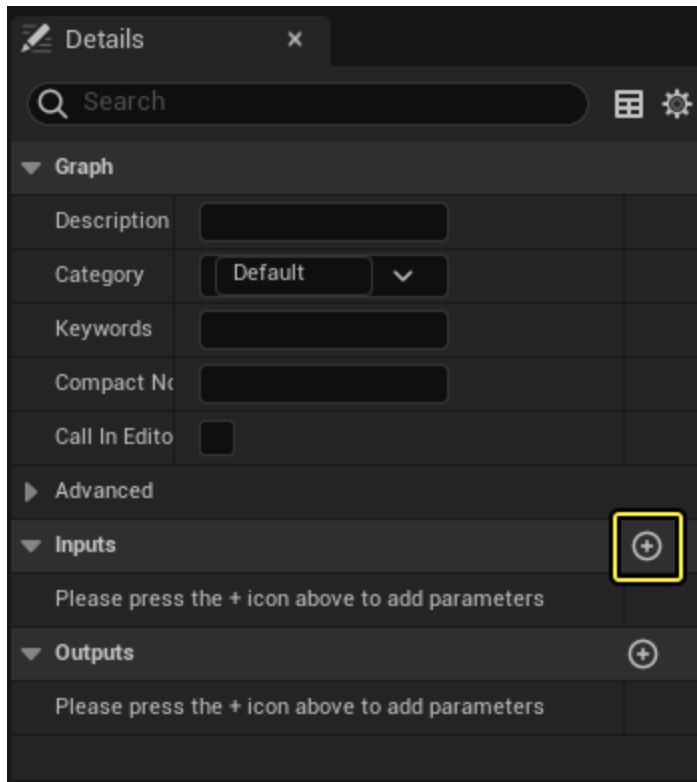 Details
Search
Graph
Description
Category Default
Keywords
Compact No
Call In Edito
Advanced
Inputs
Please press the + icon above to add parameters
Outputs
Please press the + icon above to add parameters